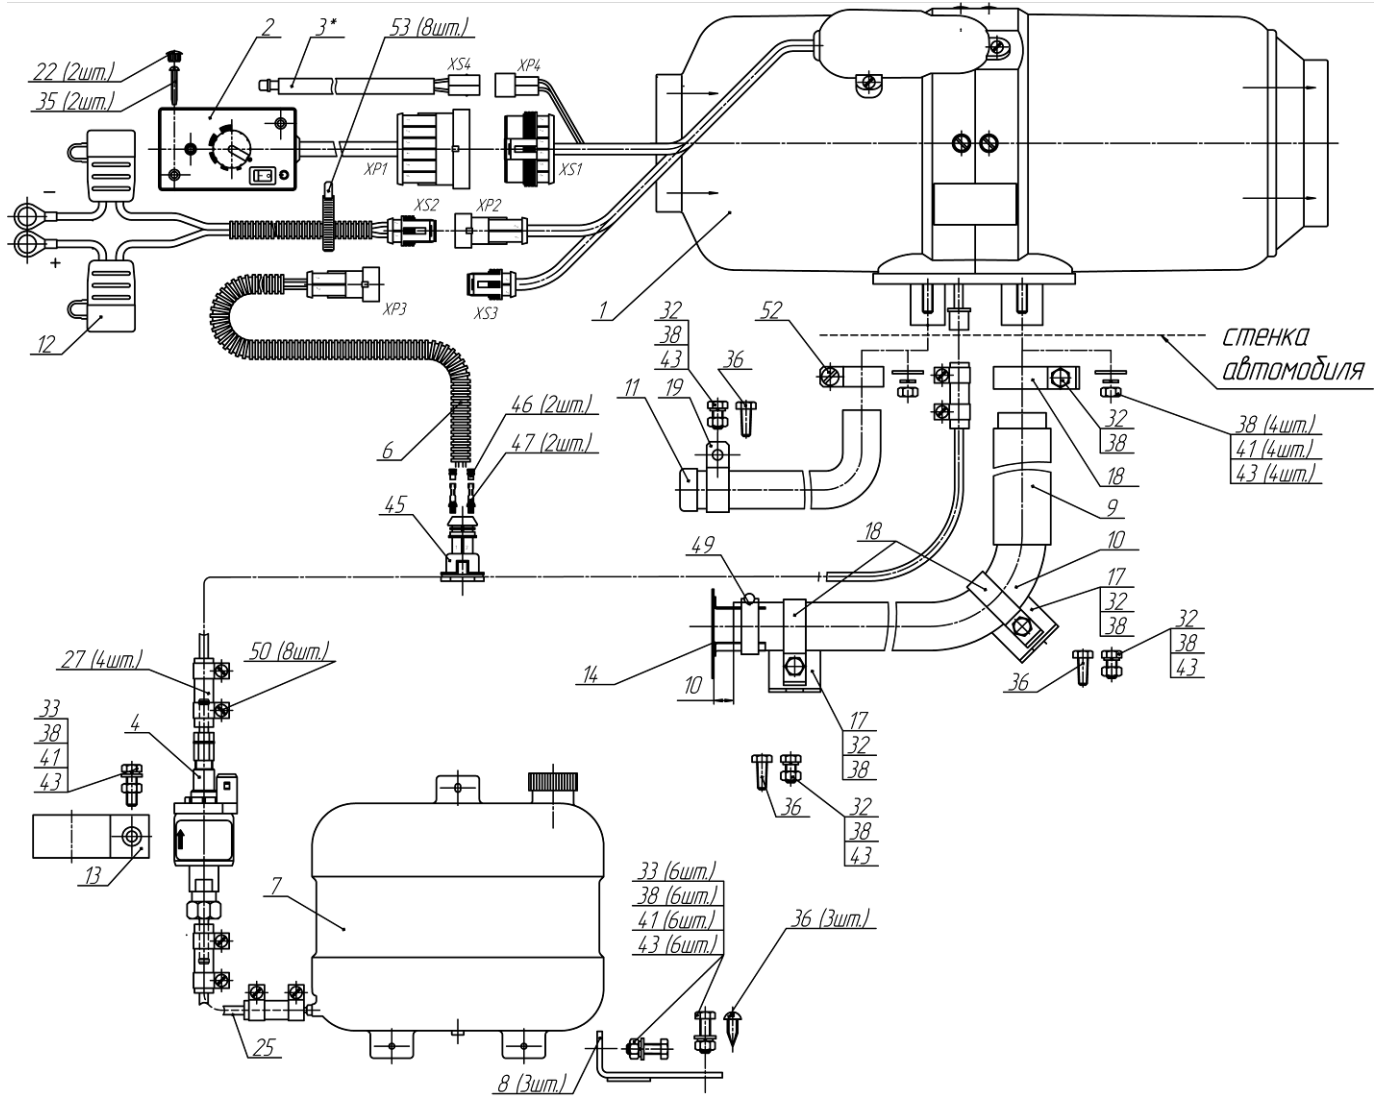 2
3*
53 (8шт.)
22 (2шт.)
35 (2шт.)
XS4
XP4
XP1
XS1
−
+
XS2
XP2
XP3
XS3
12
1
32
38
43
36
52
стенка
автомобиля
11
19
46 (2шт.)
47 (2шт.)
6
32
38
18
38 (4шт.)
41 (4шт.)
43 (4шт.)
45
9
49
18
10
17
32
38
32
38
43
36
27 (4шт.)
50 (8шт.)
14
10
33
38
41
43
4
17
32
38
36
32
38
43
13
7
33 (6шт.)
38 (6шт.)
41 (6шт.)
43 (6шт.)
36 (3шт.)
25
8 (3шт.)